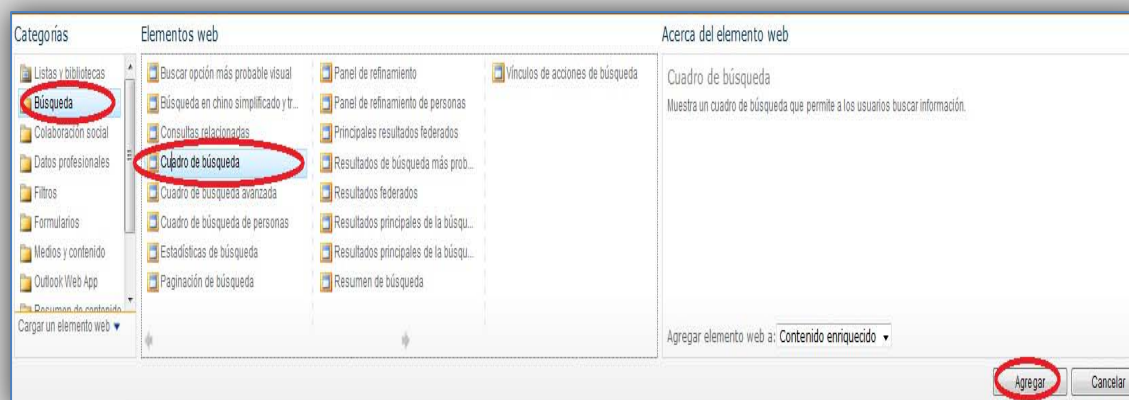 Categorías
Listas y bibliotecas
Búsqueda
Colaboración social
Datos profesionales
Filtros
Formularios
Medios y contenido
Outlook Web App
Resumen de contenido
Cargar un elemento web
Elementos web
Buscar opción más probable visual
Búsqueda en chino simplificado y tr...
Consultas relacionadas
Cuadro de búsqueda
Cuadro de búsqueda avanzada
Cuadro de búsqueda de personas
Estadísticas de búsqueda
Paginación de búsqueda
Panel de refinamiento
Panel de refinamiento de personas
Principales resultados federados
Resultados de búsqueda más prob...
Resultados federados
Resultados principales de la búsqu...
Resultados principales de la búsqu...
Resumen de búsqueda
Vínculos de acciones de búsqueda
Acerca del elemento web
Cuadro de búsqueda
Muestra un cuadro de búsqueda que permite a los usuarios buscar información.
Agregar elemento web a: Contenido enriquecido
Agregar Cancelar